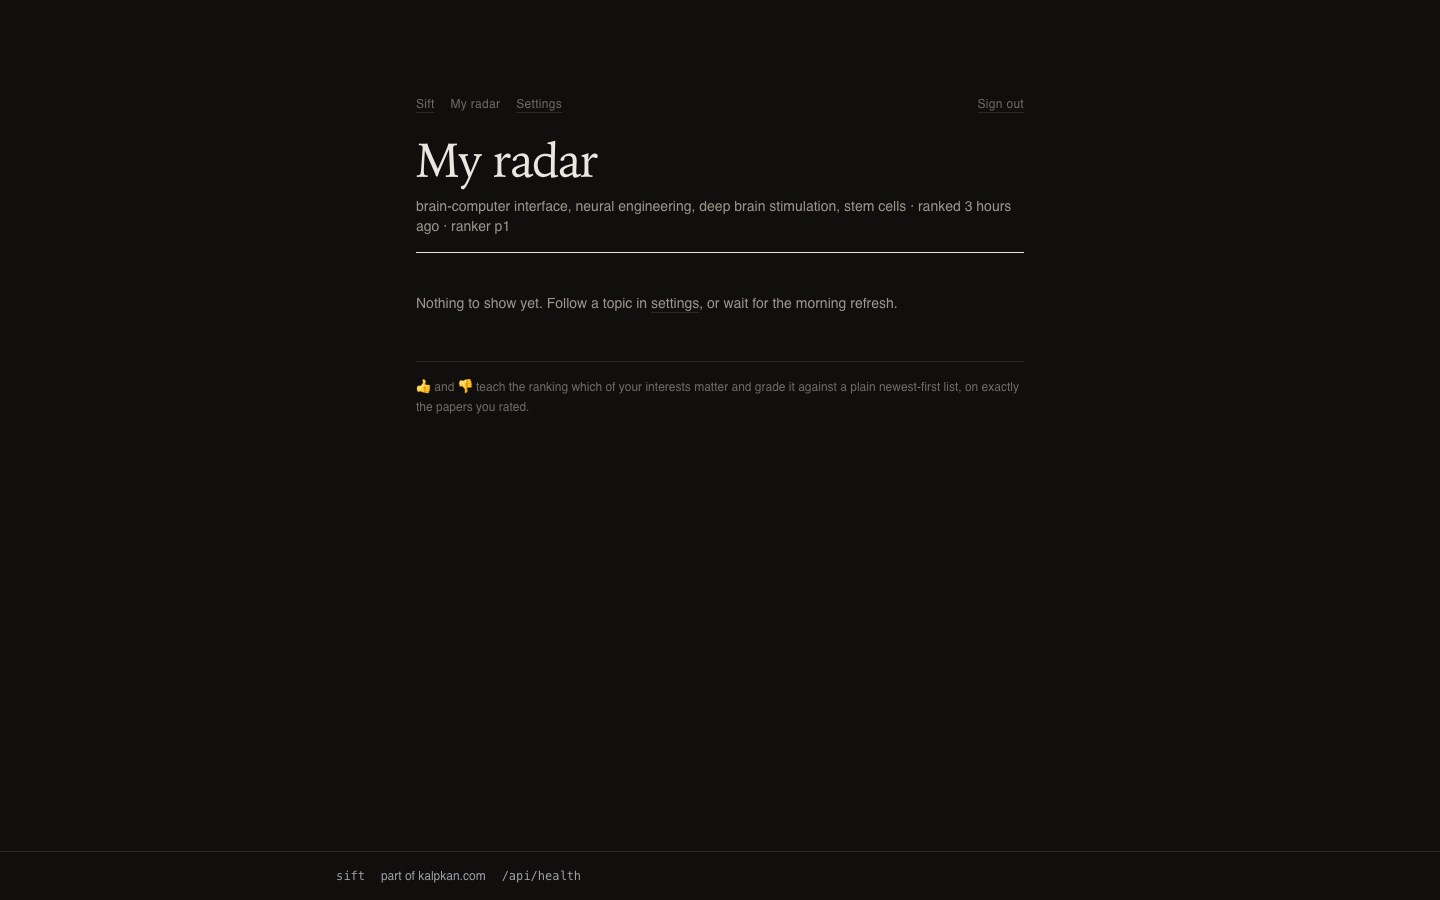 Sift My radar Settings Sign out
My radar
brain-computer interface, neural engineering, deep brain stimulation, stem cells · ranked 3 hours
ago · ranker p1
Nothing to show yet. Follow a topic in settings, or wait for the morning refresh.
👍 and 👎 teach the ranking which of your interests matter and grade it against a plain newest-first list, on exactly
the papers you rated.
sift part of kalpkan.com /api/health